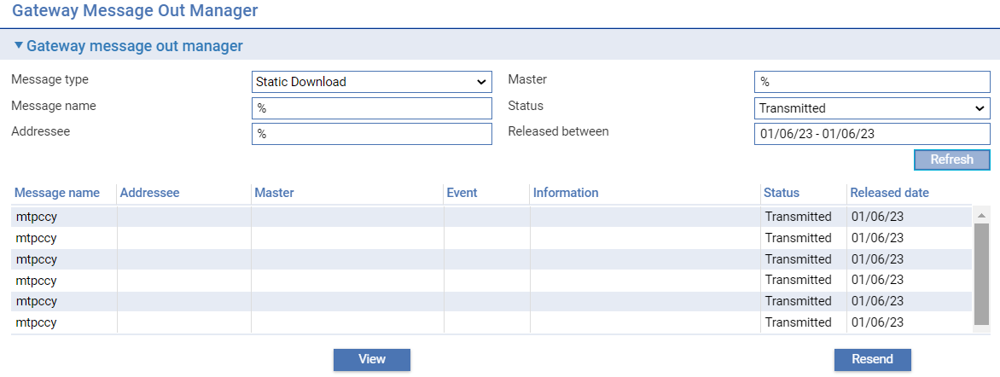 Gateway Message Out Manager
Gateway message out manager
Message type Static Download Master %
Message name % Status Transmitted
Addressee % Released between 01/06/23 - 01/06/23
Refresh
Message name Addressee Master Event Information Status Released date
mtpccy Transmitted 01/06/23
mtpccy Transmitted 01/06/23
mtpccy Transmitted 01/06/23
mtpccy Transmitted 01/06/23
mtpccy Transmitted 01/06/23
mtpccy Transmitted 01/06/23
View Resend